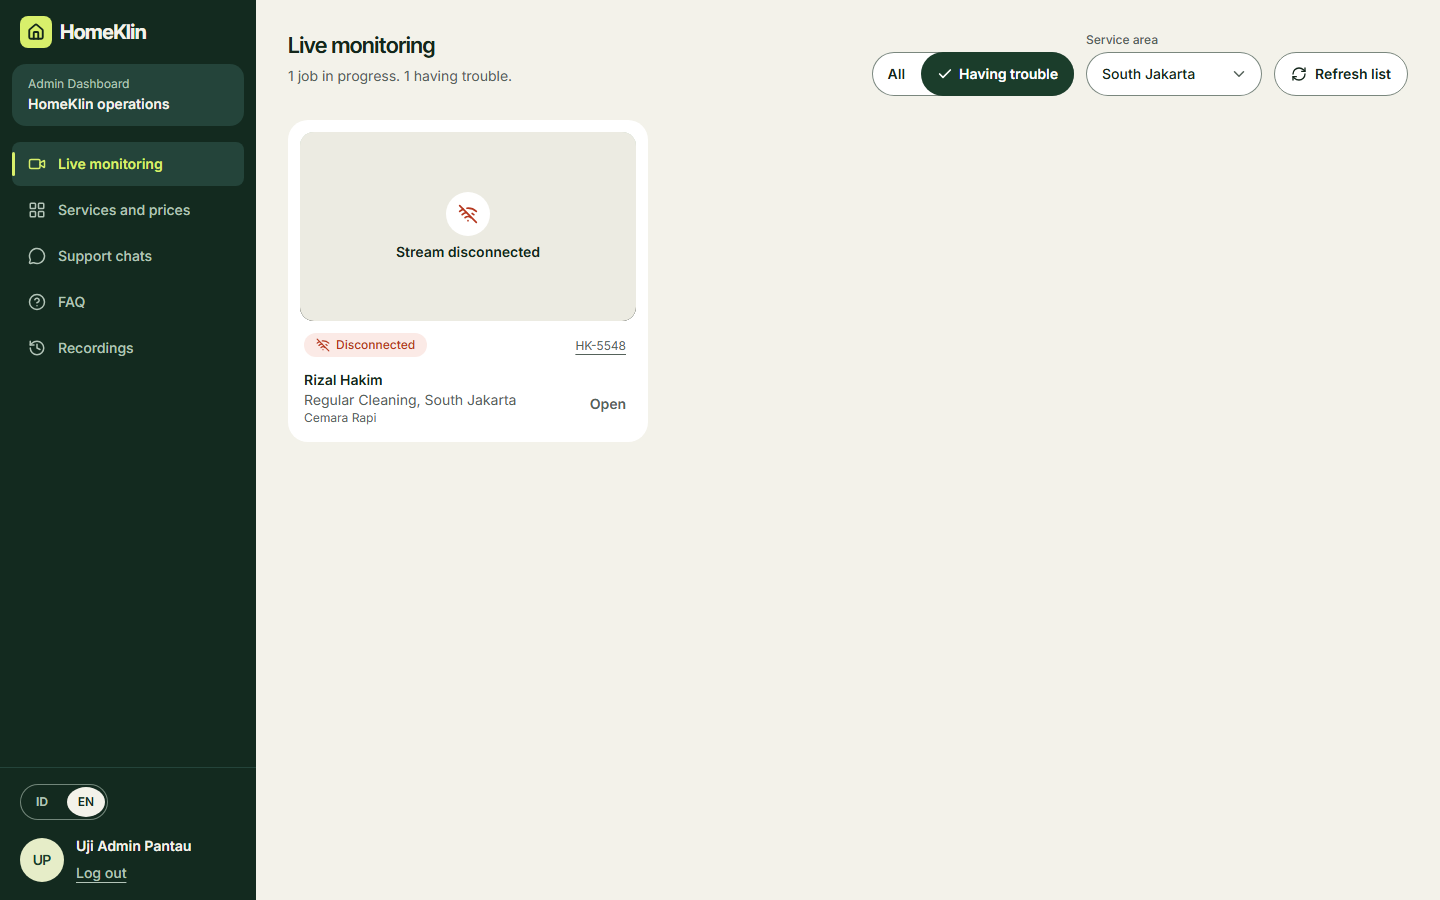 HomeKlin
Admin Dashboard
HomeKlin operations
Live monitoring
Services and prices
Support chats
FAQ
Recordings
ID
EN
UP
Uji Admin Pantau
Log out
Live monitoring
1 job in progress. 1 having trouble.
All
Having trouble
Service area
South Jakarta
Refresh list
Stream disconnected
Disconnected
HK-5548
Rizal Hakim
Regular Cleaning, South Jakarta
Cemara Rapi
Open